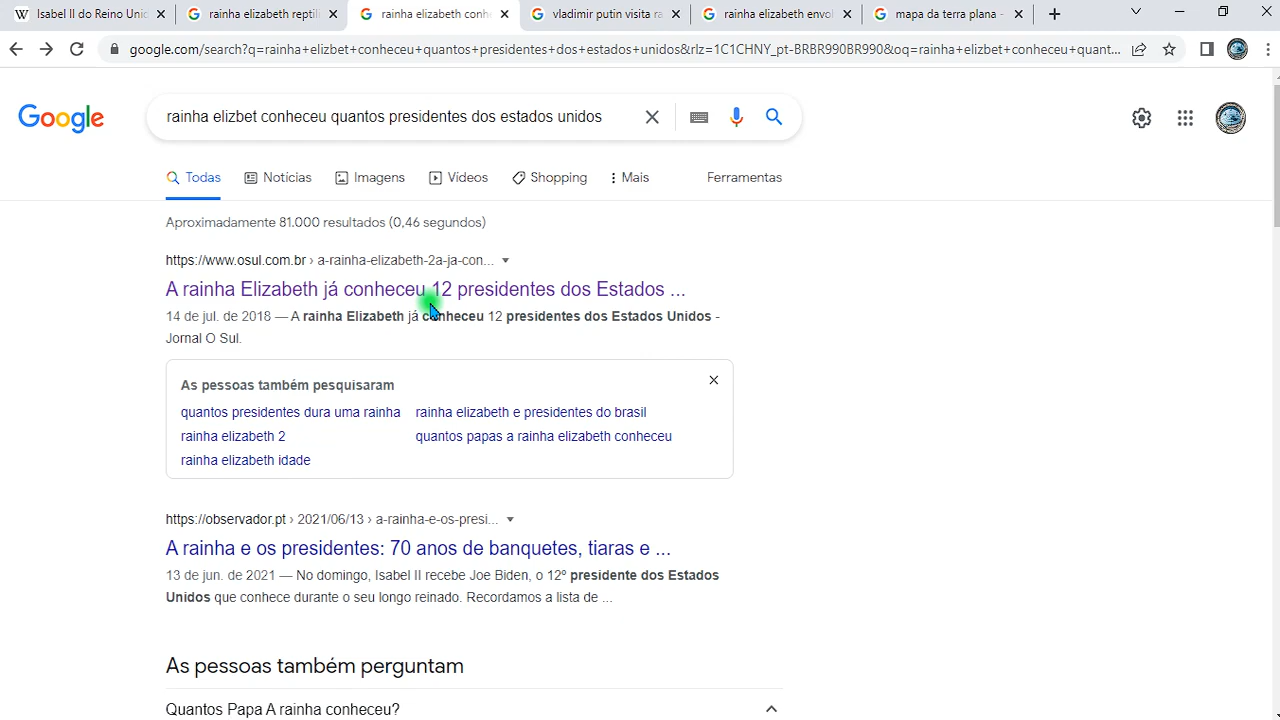 Isabel II do Reino Unid
rainha elizabeth reptili
rainha elizabeth conhe
vladimir putin visita ra
rainha elizabeth envol
mapa da terra plana -
google.com/search?q=rainha+elizbet+conheceu+quantos+presidentes+dos+estados+unidos&rlz=1C1CHNY_pt-BRBR990BR990&oq=rainha+elizbet+conheceu+quant...
Google
rainha elizbet conheceu quantos presidentes dos estados unidos
Todas
Notícias
Imagens
Vídeos
Shopping
Mais
Ferramentas
Aproximadamente 81.000 resultados (0,46 segundos)
https://www.osul.com.br › a-rainha-elizabeth-2a-ja-con...
A rainha Elizabeth já conheceu 12 presidentes dos Estados ...
14 de jul. de 2018 — A rainha Elizabeth já conheceu 12 presidentes dos Estados Unidos -
Jornal O Sul.
As pessoas também pesquisaram
quantos presidentes dura uma rainha
rainha elizabeth e presidentes do brasil
rainha elizabeth 2
quantos papas a rainha elizabeth conheceu
rainha elizabeth idade
https://observador.pt › 2021/06/13 › a-rainha-e-os-presi...
A rainha e os presidentes: 70 anos de banquetes, tiaras e ...
13 de jun. de 2021 — No domingo, Isabel II recebe Joe Biden, o 12º presidente dos Estados
Unidos que conhece durante o seu longo reinado. Recordamos a lista de ...
As pessoas também perguntam
Quantos Papa A rainha conheceu?